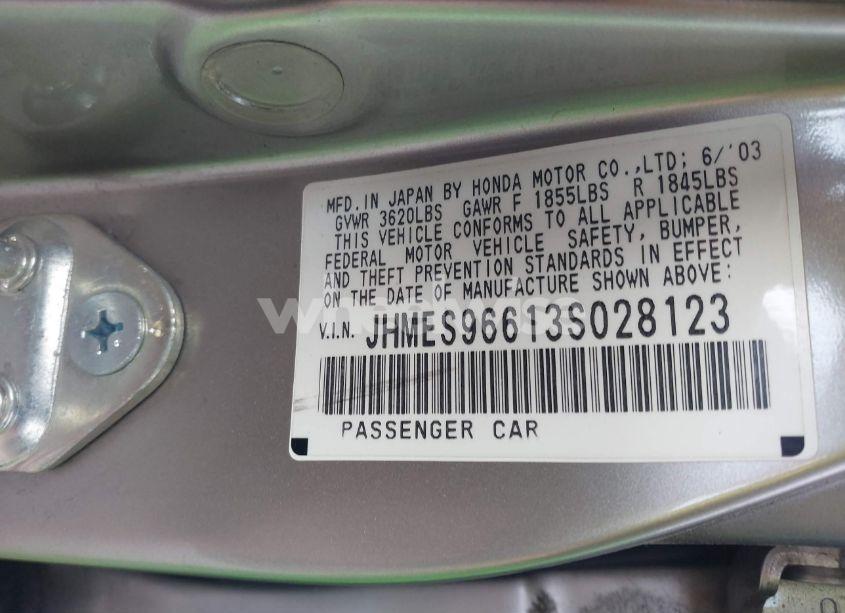 MFD. IN JAPAN BY HONDA MOTOR CO.,LTD; 6/'03
GVWR 3620LBS GAWR F 1855LBS R 1845LBS
THIS VEHICLE CONFORMS TO ALL APPLICABLE
FEDERAL MOTOR VEHICLE SAFETY, BUMPER,
AND THEFT PREVENTION STANDARDS IN EFFECT
ON THE DATE OF MANUFACTURE SHOWN ABOVE:
V.I.N. JHMES96613S028123
PASSENGER CAR